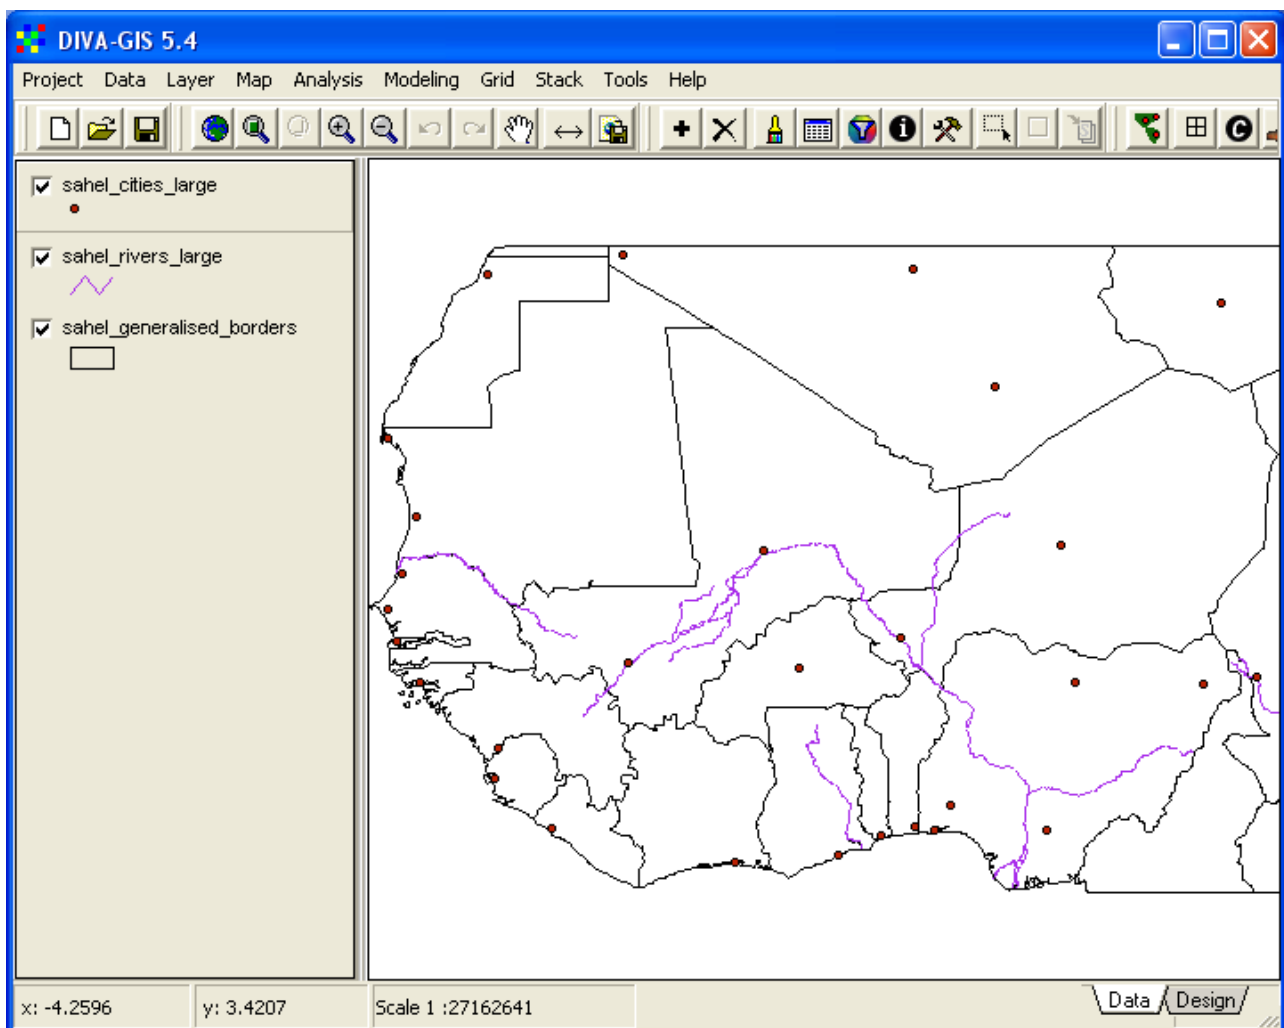 DIVA-GIS 5.4
Project Data Layer Map Analysis Modeling Grid Stack Tools Help
sahel_cities_large
sahel_rivers_large
sahel_generalised_borders
x: -4.2596 y: 3.4207 Scale 1 :27162641 Data Design